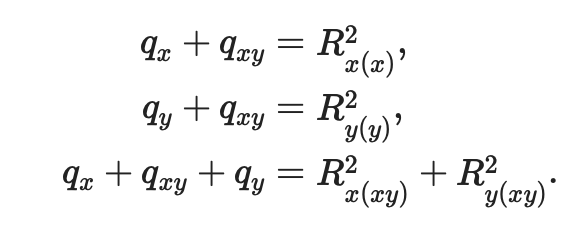 $q_x + q_{xy} = R^2_{x(x)},$
$q_y + q_{xy} = R^2_{y(y)},$
$q_x + q_{xy} + q_y = R^2_{x(xy)} + R^2_{y(xy)}.$